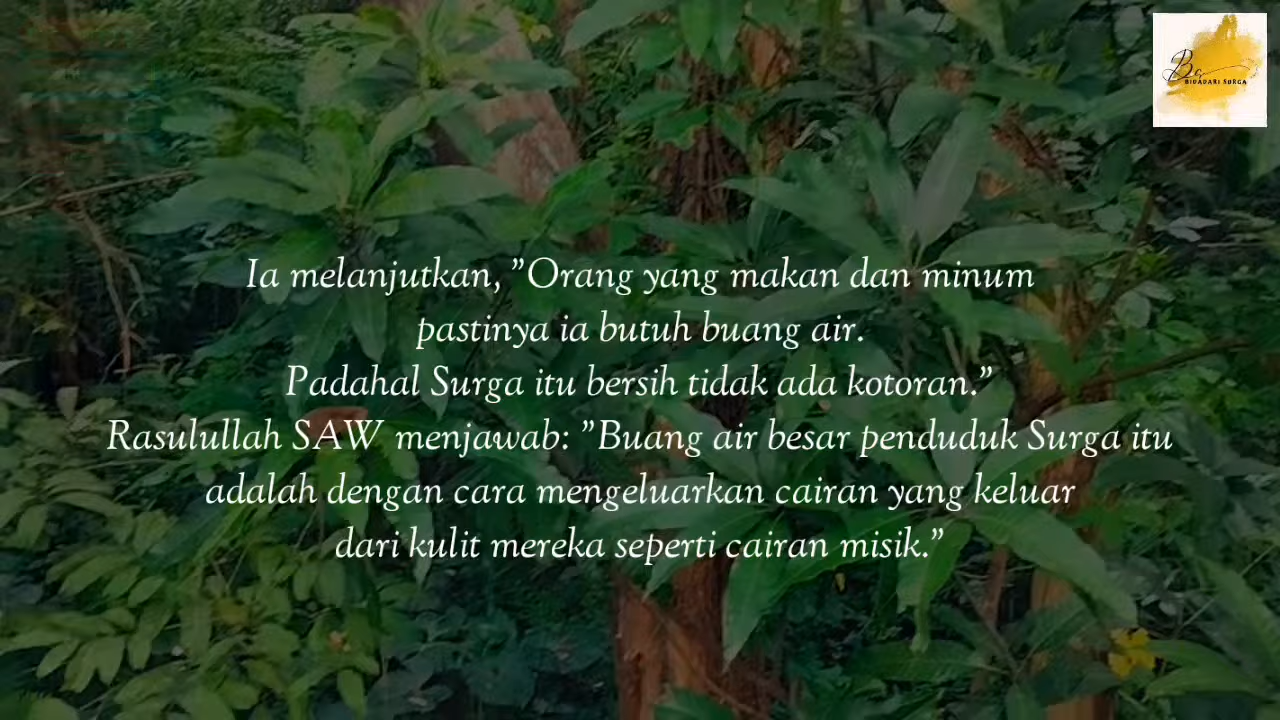 Bs
BIDADARI SURGA
Ia melanjutkan, ”Orang yang makan dan minum
pastinya ia butuh buang air.
Padahal Surga itu bersih tidak ada kotoran.”
Rasulullah SAW menjawab: ”Buang air besar penduduk Surga itu
adalah dengan cara mengeluarkan cairan yang keluar
dari kulit mereka seperti cairan misik.”